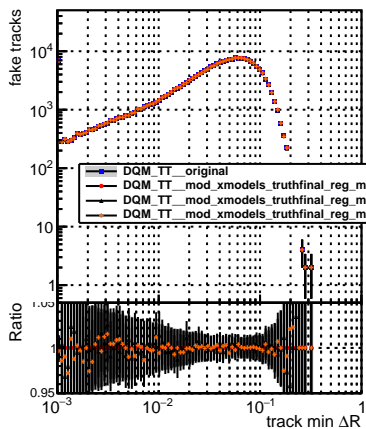 fake tracks
10⁴
10³
10²
10
1
DQM_TT__original
DQM_TT__mod_xmodels_truthfinal_reg_m
DQM_TT__mod_xmodels_truthfinal_reg_m
DQM_TT__mod_xmodels_truthfinal_reg_m
Ratio
1.05
1
0.95
10⁻³ 10⁻² 10⁻¹ 1
track min ΔR